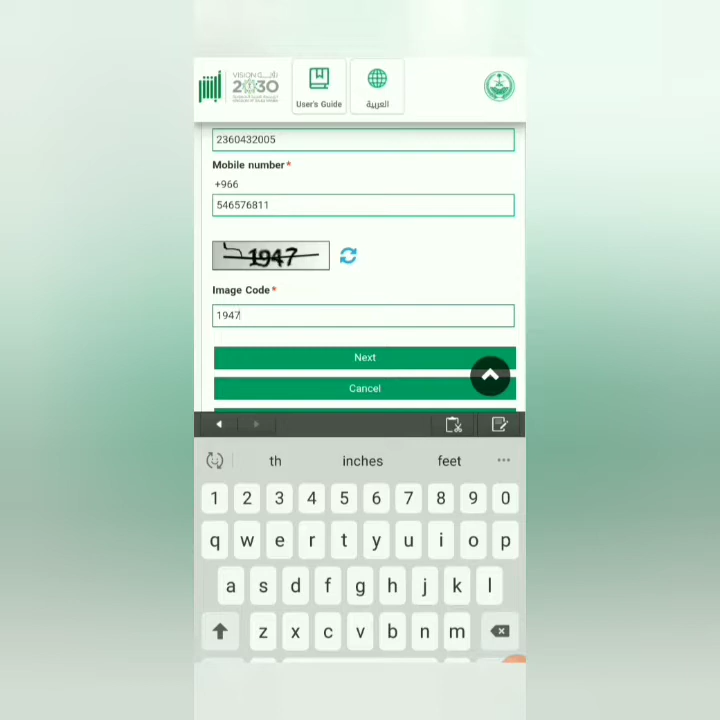 VISION رؤيـــة
2030
User's Guide
العربية
2360432005
Mobile number*
+966
546576811
1947
Image Code*
1947
Next
Cancel
th inches feet
1 2 3 4 5 6 7 8 9 0
q w e r t y u i o p
a s d f g h j k l
z x c v b n m